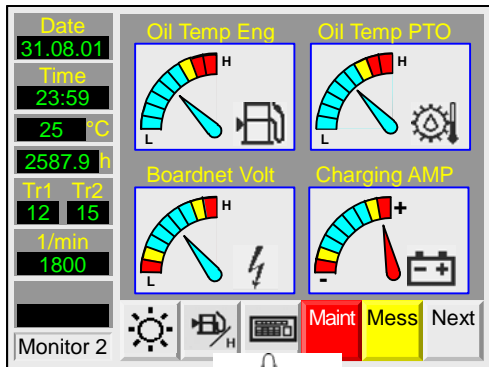 Date
31.08.01
Time
23:59
25 °C
2587.9 h
Tr1 Tr2
12 15
1/min
1800
Monitor 2
Oil Temp Eng
Oil Temp PTO
H
L
H
L
Boardnet Volt
Charging AMP
H
L
+
-
- +
H
Maint
Mess
Next